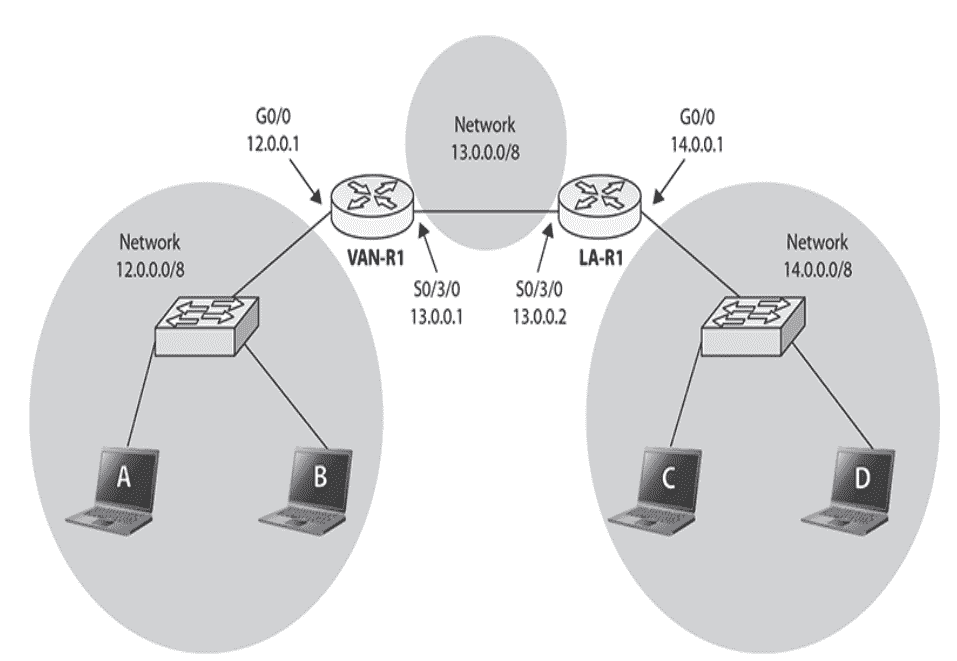 G0/0
12.0.0.1
Network
13.0.0.0/8
G0/0
14.0.0.1
Network
12.0.0.0/8
VAN-R1
LA-R1
Network
14.0.0.0/8
S0/3/0
13.0.0.1
S0/3/0
13.0.0.2
A
B
C
D